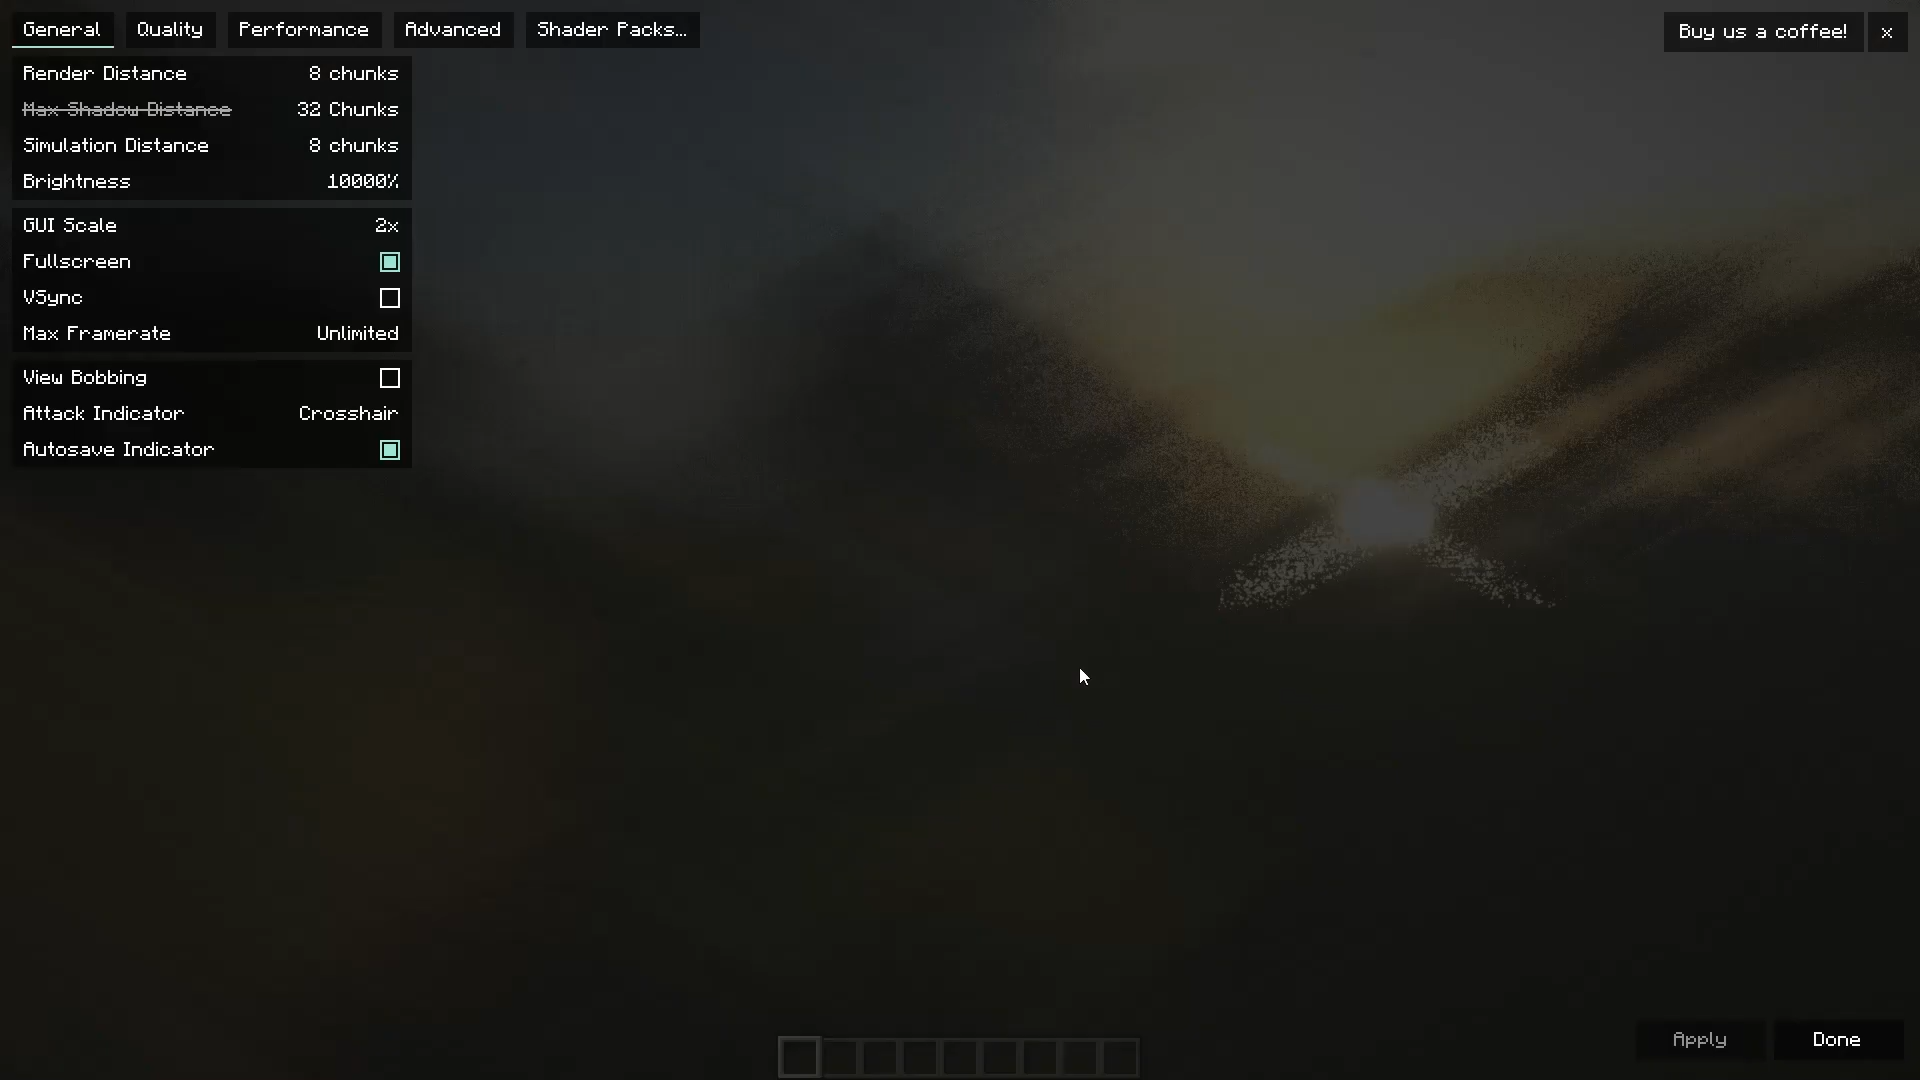 General Quality Performance Advanced Shader Packs... Buy us a coffee! x
Render Distance 8 chunks
Max Shadow Distance 32 Chunks
Simulation Distance 8 chunks
Brightness 10000%
GUI Scale 2x
Fullscreen
VSync
Max Framerate Unlimited
View Bobbing
Attack Indicator Crosshair
Autosave Indicator
Apply Done